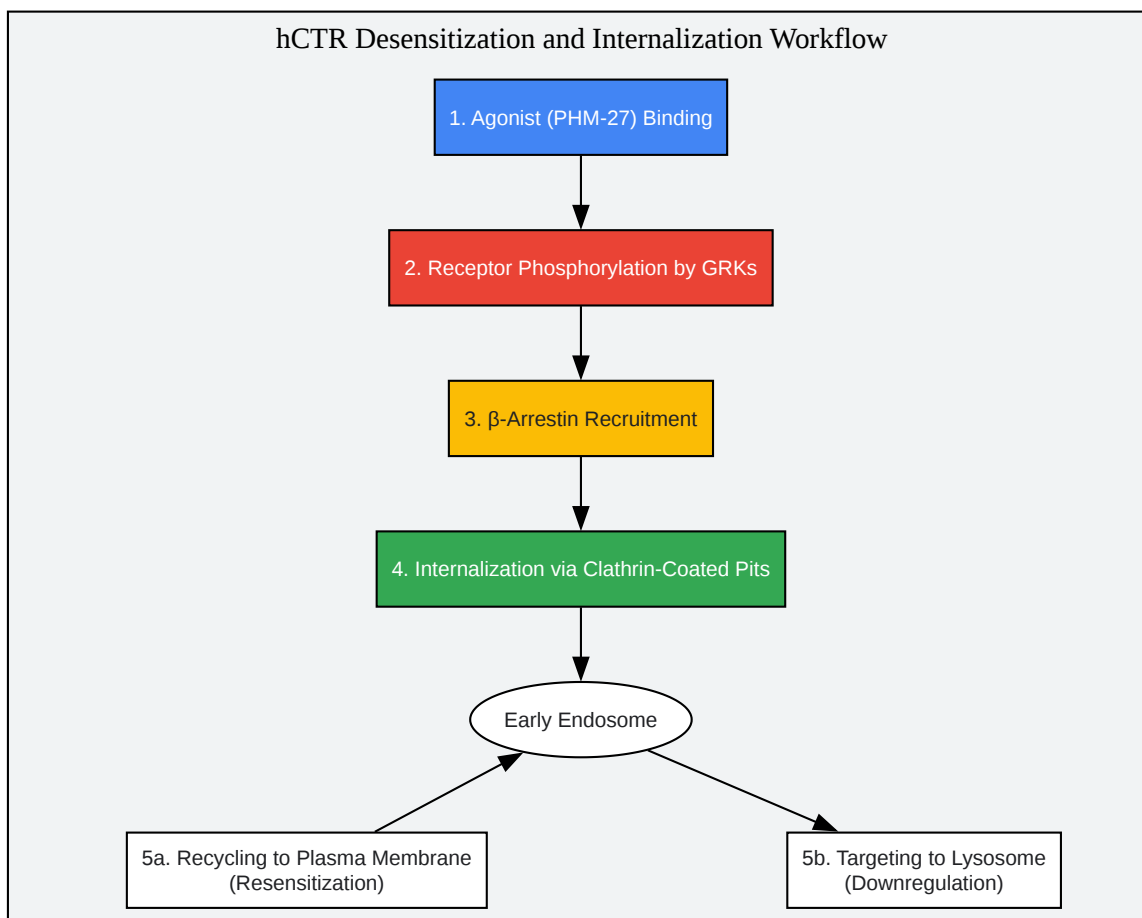 hCTR Desensitization and Internalization Workflow
1. Agonist (PHM-27) Binding
2. Receptor Phosphorylation by GRKs
3. β-Arrestin Recruitment
4. Internalization via Clathrin-Coated Pits
Early Endosome
5a. Recycling to Plasma Membrane
(Resensitization)
5b. Targeting to Lysosome
(Downregulation)